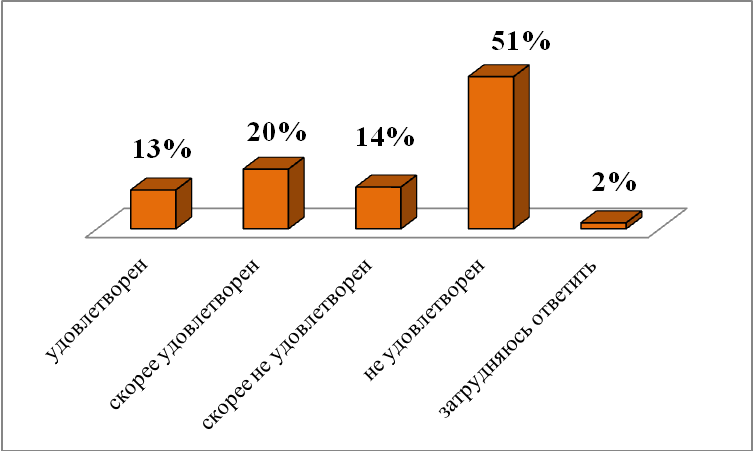 13%
20%
14%
51%
2%
удовлетворен
скорее удовлетворен
скорее не удовлетворен
не удовлетворен
затрудняюсь ответить